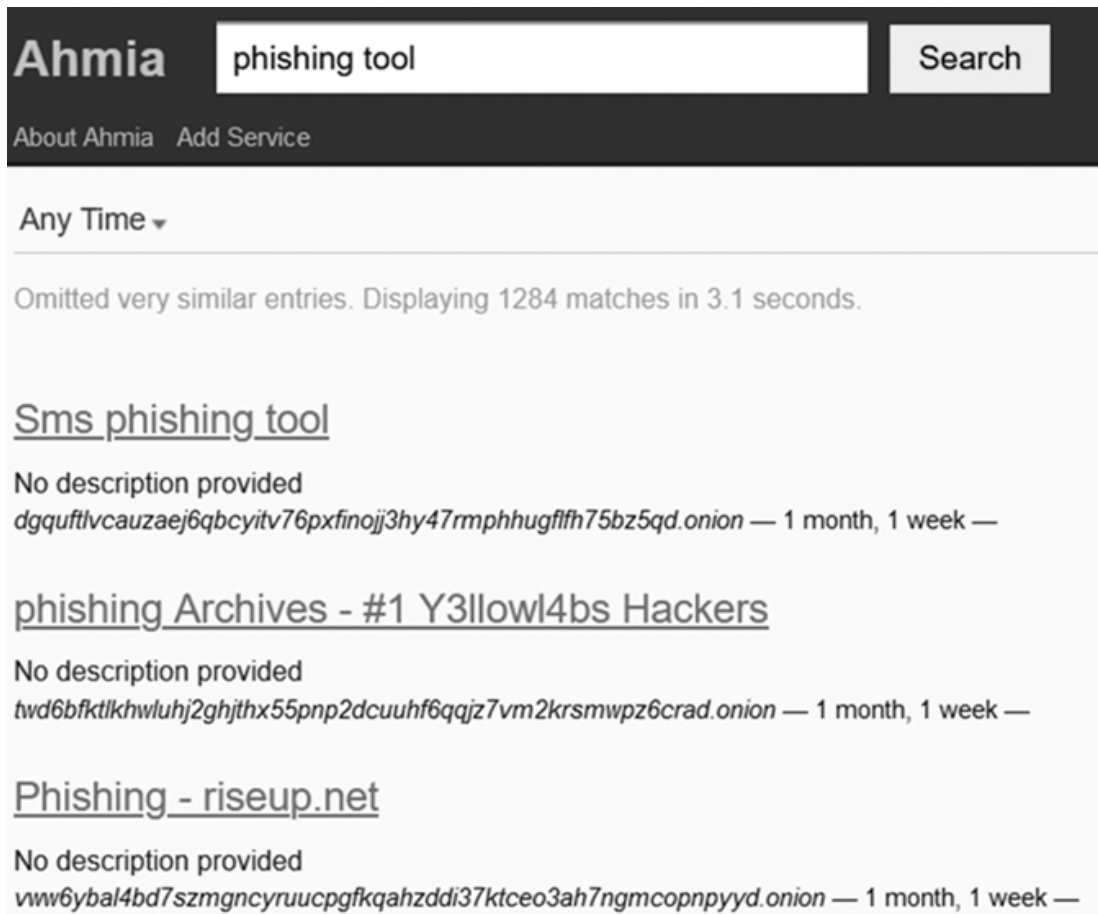 Ahmia phishing tool Search
About Ahmia Add Service
Any Time
Omitted very similar entries. Displaying 1284 matches in 3.1 seconds.
Sms phishing tool
No description provided
dgquftlvcauzaej6qbcyitv76pxfinojj3hy47rmphhugflfh75bz5qd.onion — 1 month, 1 week —
phishing Archives - #1 Y3llowl4bs Hackers
No description provided
twd6bfktlkhwluhj2ghjthx55pnp2dcuuhf6qqjz7vm2krsmwpz6crad.onion — 1 month, 1 week —
Phishing - riseup.net
No description provided
vww6ybal4bd7szmgncyruucpgfkqahzddi37ktceo3ah7ngmcopnpyyd.onion — 1 month, 1 week —